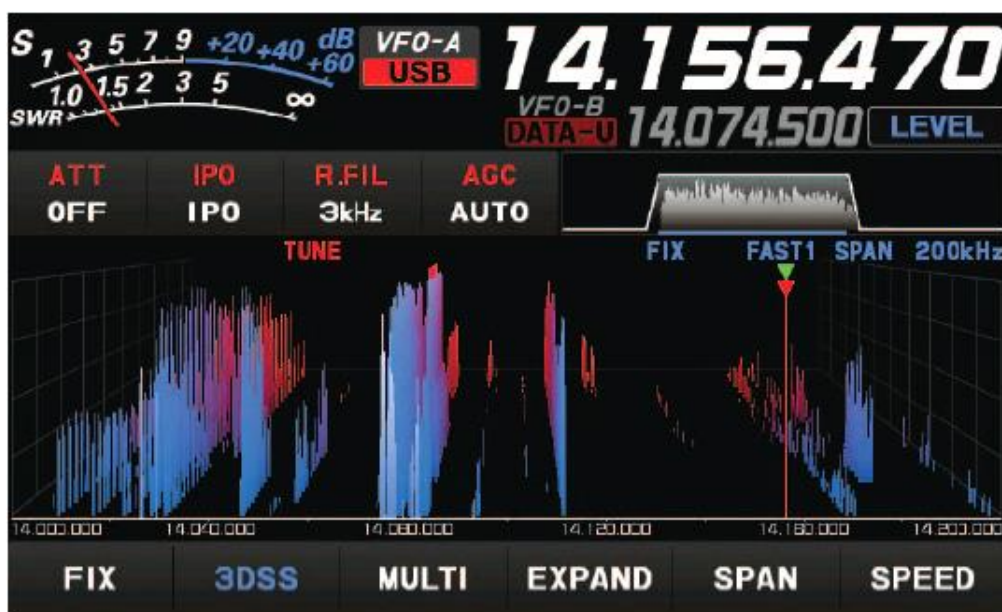 S 1 3 5 7 9 +20 +40 +60 dB
SWR 1.0 1.5 2 3 5 ∞
VFO-A
USB
14.156.470
VFO-B
DATA-U
14.074.500
LEVEL
ATT IPO R.FIL AGC
OFF IPO 3kHz AUTO
TUNE FIX FAST1 SPAN 200kHz
14.000.000 14.040.000 14.080.000 14.120.000 14.160.000 14.200.000
FIX 3DSS MULTI EXPAND SPAN SPEED